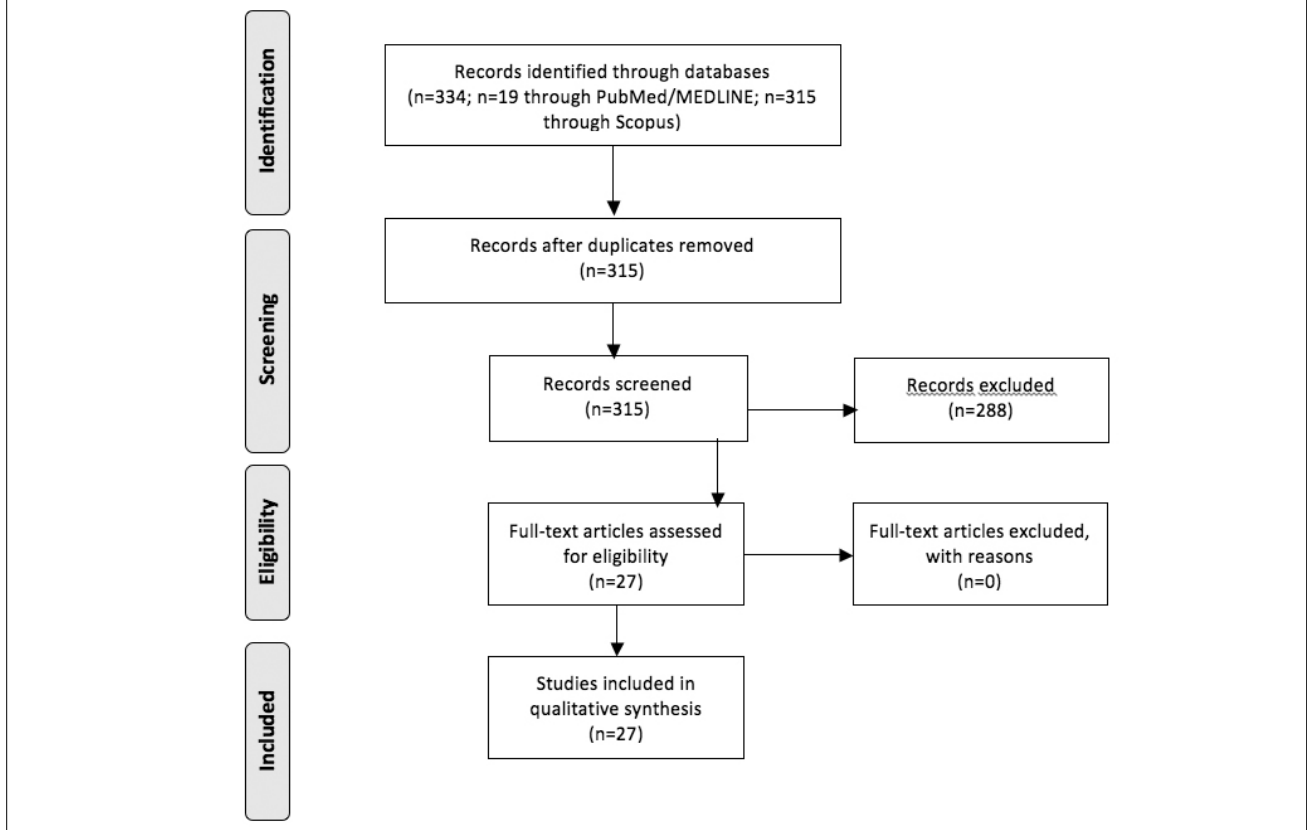 Identification
Records identified through databases
(n=334; n=19 through PubMed/MEDLINE; n=315
through Scopus)
Screening
Records after duplicates removed
(n=315)
Records screened
(n=315)
Records excluded
(n=288)
Eligibility
Full-text articles assessed
for eligibility
(n=27)
Full-text articles excluded,
with reasons
(n=0)
Included
Studies included in
qualitative synthesis
(n=27)